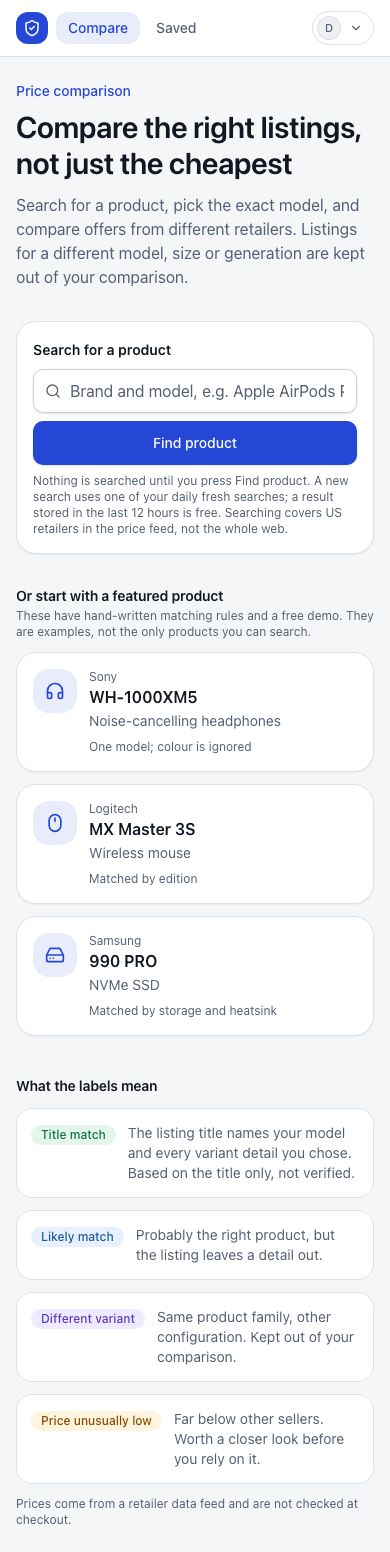 Compare
Saved
D
Price comparison
Compare the right listings,
not just the cheapest
Search for a product, pick the exact model, and
compare offers from different retailers. Listings
for a different model, size or generation are kept
out of your comparison.
Search for a product
Brand and model, e.g. Apple AirPods
Find product
Nothing is searched until you press Find product. A new
search uses one of your daily fresh searches; a result
stored in the last 12 hours is free. Searching covers US
retailers in the price feed, not the whole web.
Or start with a featured product
These have hand-written matching rules and a free demo. They
are examples, not the only products you can search.
Sony
WH-1000XM5
Noise-cancelling headphones
One model; colour is ignored
Logitech
MX Master 3S
Wireless mouse
Matched by edition
Samsung
990 PRO
NVMe SSD
Matched by storage and heatsink
What the labels mean
Title match
The listing title names your model
and every variant detail you chose.
Based on the title only, not verified.
Likely match
Probably the right product, but
the listing leaves a detail out.
Different variant
Same product family, other
configuration. Kept out of your
comparison.
Price unusually low
Far below other sellers.
Worth a closer look before
you rely on it.
Prices come from a retailer data feed and are not checked at
checkout.